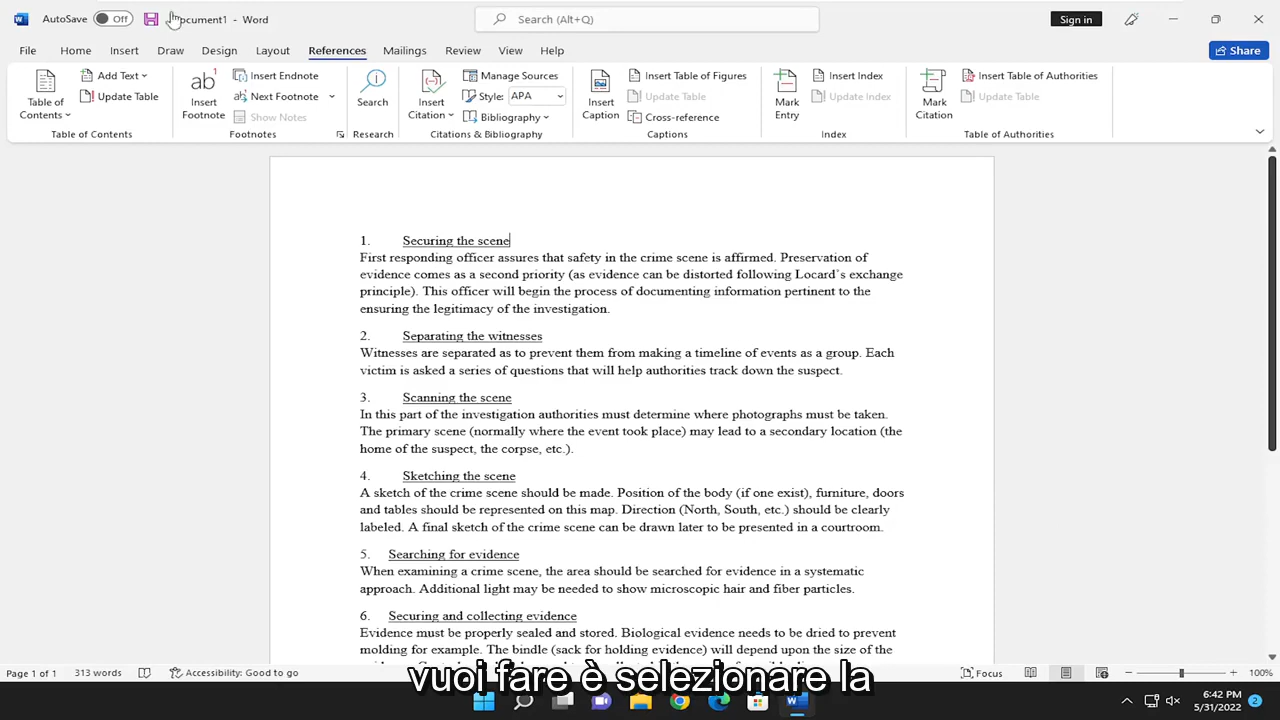 AutoSave Off Document1 - Word Search (Alt+Q) Sign in
File Home Insert Draw Design Layout References Mailings Review View Help Share
Table of Contents
Add Text
Update Table
Table of Contents
Insert Footnote
Insert Endnote
Next Footnote
Show Notes
Footnotes
Search
Research
Insert Citation
Manage Sources
Style: APA
Bibliography
Citations & Bibliography
Insert Caption
Insert Table of Figures
Update Table
Cross-reference
Captions
Mark Entry
Insert Index
Update Index
Index
Mark Citation
Insert Table of Authorities
Update Table
Table of Authorities
1. Securing the scene
First responding officer assures that safety in the crime scene is affirmed. Preservation of
evidence comes as a second priority (as evidence can be distorted following Locard’s exchange
principle). This officer will begin the process of documenting information pertinent to the
ensuring the legitimacy of the investigation.
2. Separating the witnesses
Witnesses are separated as to prevent them from making a timeline of events as a group. Each
victim is asked a series of questions that will help authorities track down the suspect.
3. Scanning the scene
In this part of the investigation authorities must determine where photographs must be taken.
The primary scene (normally where the event took place) may lead to a secondary location (the
home of the suspect, the corpse, etc.).
4. Sketching the scene
A sketch of the crime scene should be made. Position of the body (if one exist), furniture, doors
and tables should be represented on this map. Direction (North, South, etc.) should be clearly
labeled. A final sketch of the crime scene can be drawn later to be presented in a courtroom.
5. Searching for evidence
When examining a crime scene, the area should be searched for evidence in a systematic
approach. Additional light may be needed to show microscopic hair and fiber particles.
6. Securing and collecting evidence
Evidence must be properly sealed and stored. Biological evidence needs to be dried to prevent
molding for example. The bindle (sack for holding evidence) will depend upon the size of the
vuoi fare è selezionare la
Page 1 of 1 313 words Accessibility: Good to go Focus 100%
6:42 PM
5/31/2022
2